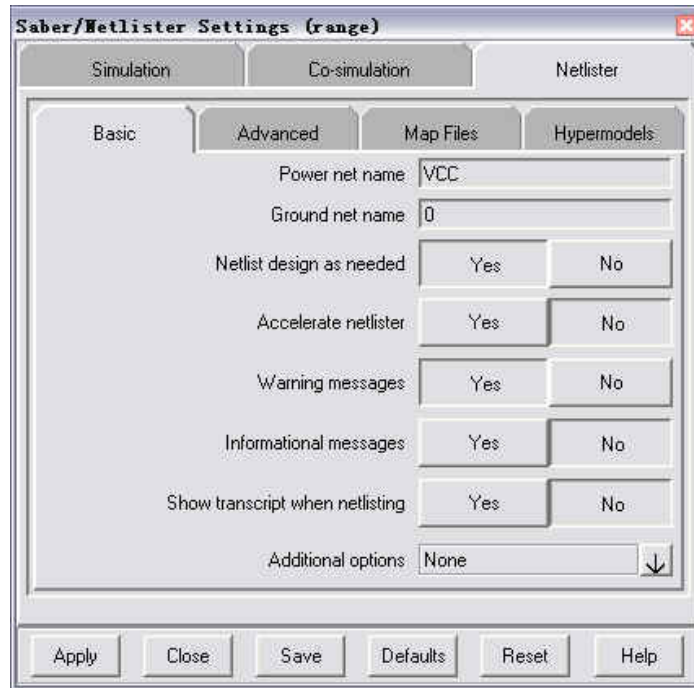 Saber/Netlister Settings (range)
Simulation Co-simulation Netlister
Basic Advanced Map Files Hypermodels
Power net name VCC
Ground net name 0
Netlist design as needed Yes No
Accelerate netlister Yes No
Warning messages Yes No
Informational messages Yes No
Show transcript when netlisting Yes No
Additional options None
Apply Close Save Defaults Reset Help